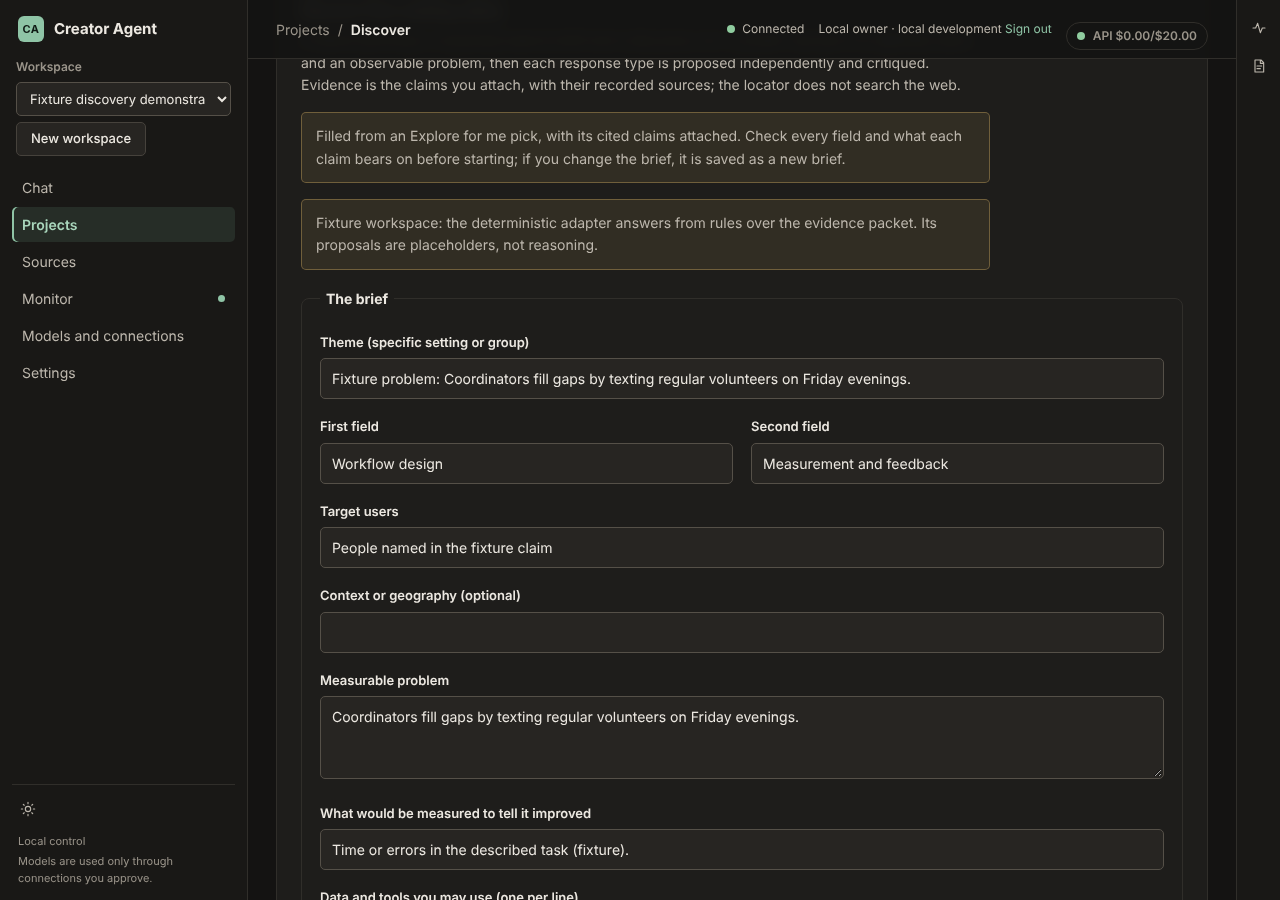 CA Creator Agent
Workspace
Fixture discovery demonstra
New workspace
Chat
Projects
Sources
Monitor
Models and connections
Settings
Local control
Models are used only through
connections you approve.
Projects / Discover
Connected Local owner · local development Sign out API $0.00/$20.00
and an observable problem, then each response type is proposed independently and critiqued.
Evidence is the claims you attach, with their recorded sources; the locator does not search the web.
Filled from an Explore for me pick, with its cited claims attached. Check every field and what each
claim bears on before starting; if you change the brief, it is saved as a new brief.
Fixture workspace: the deterministic adapter answers from rules over the evidence packet. Its
proposals are placeholders, not reasoning.
The brief
Theme (specific setting or group)
Fixture problem: Coordinators fill gaps by texting regular volunteers on Friday evenings.
First field Second field
Workflow design Measurement and feedback
Target users
People named in the fixture claim
Context or geography (optional)
Measurable problem
Coordinators fill gaps by texting regular volunteers on Friday evenings.
What would be measured to tell it improved
Time or errors in the described task (fixture).
Data and tools you may use (one per line)